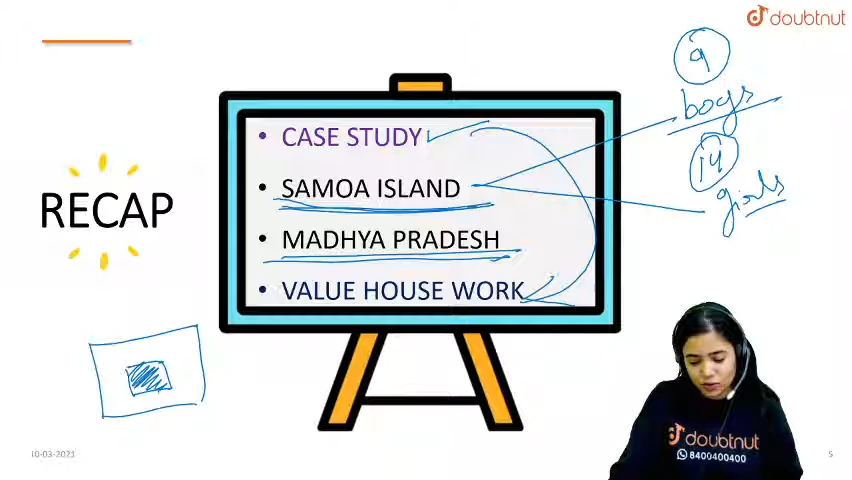 doubtnut
9
boys
14
girls
RECAP
• CASE STUDY
• SAMOA ISLAND
• MADHYA PRADESH
• VALUE HOUSE WORK
doubtnut
8400400400
10-03-2021
5